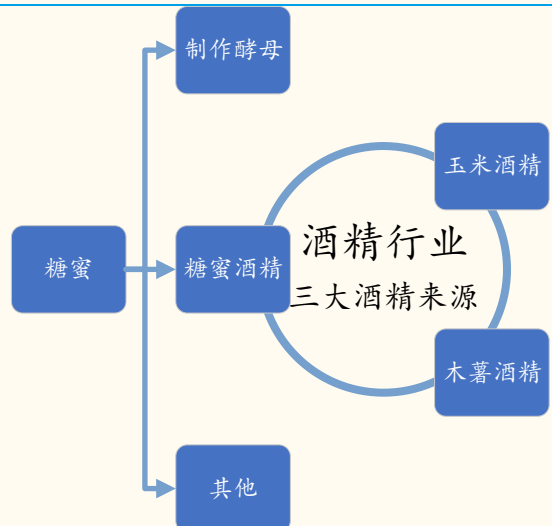 制作酵母
玉米酒精
酒精行业
糖蜜
糖蜜酒精
三大酒精来源
木薯酒精
其他